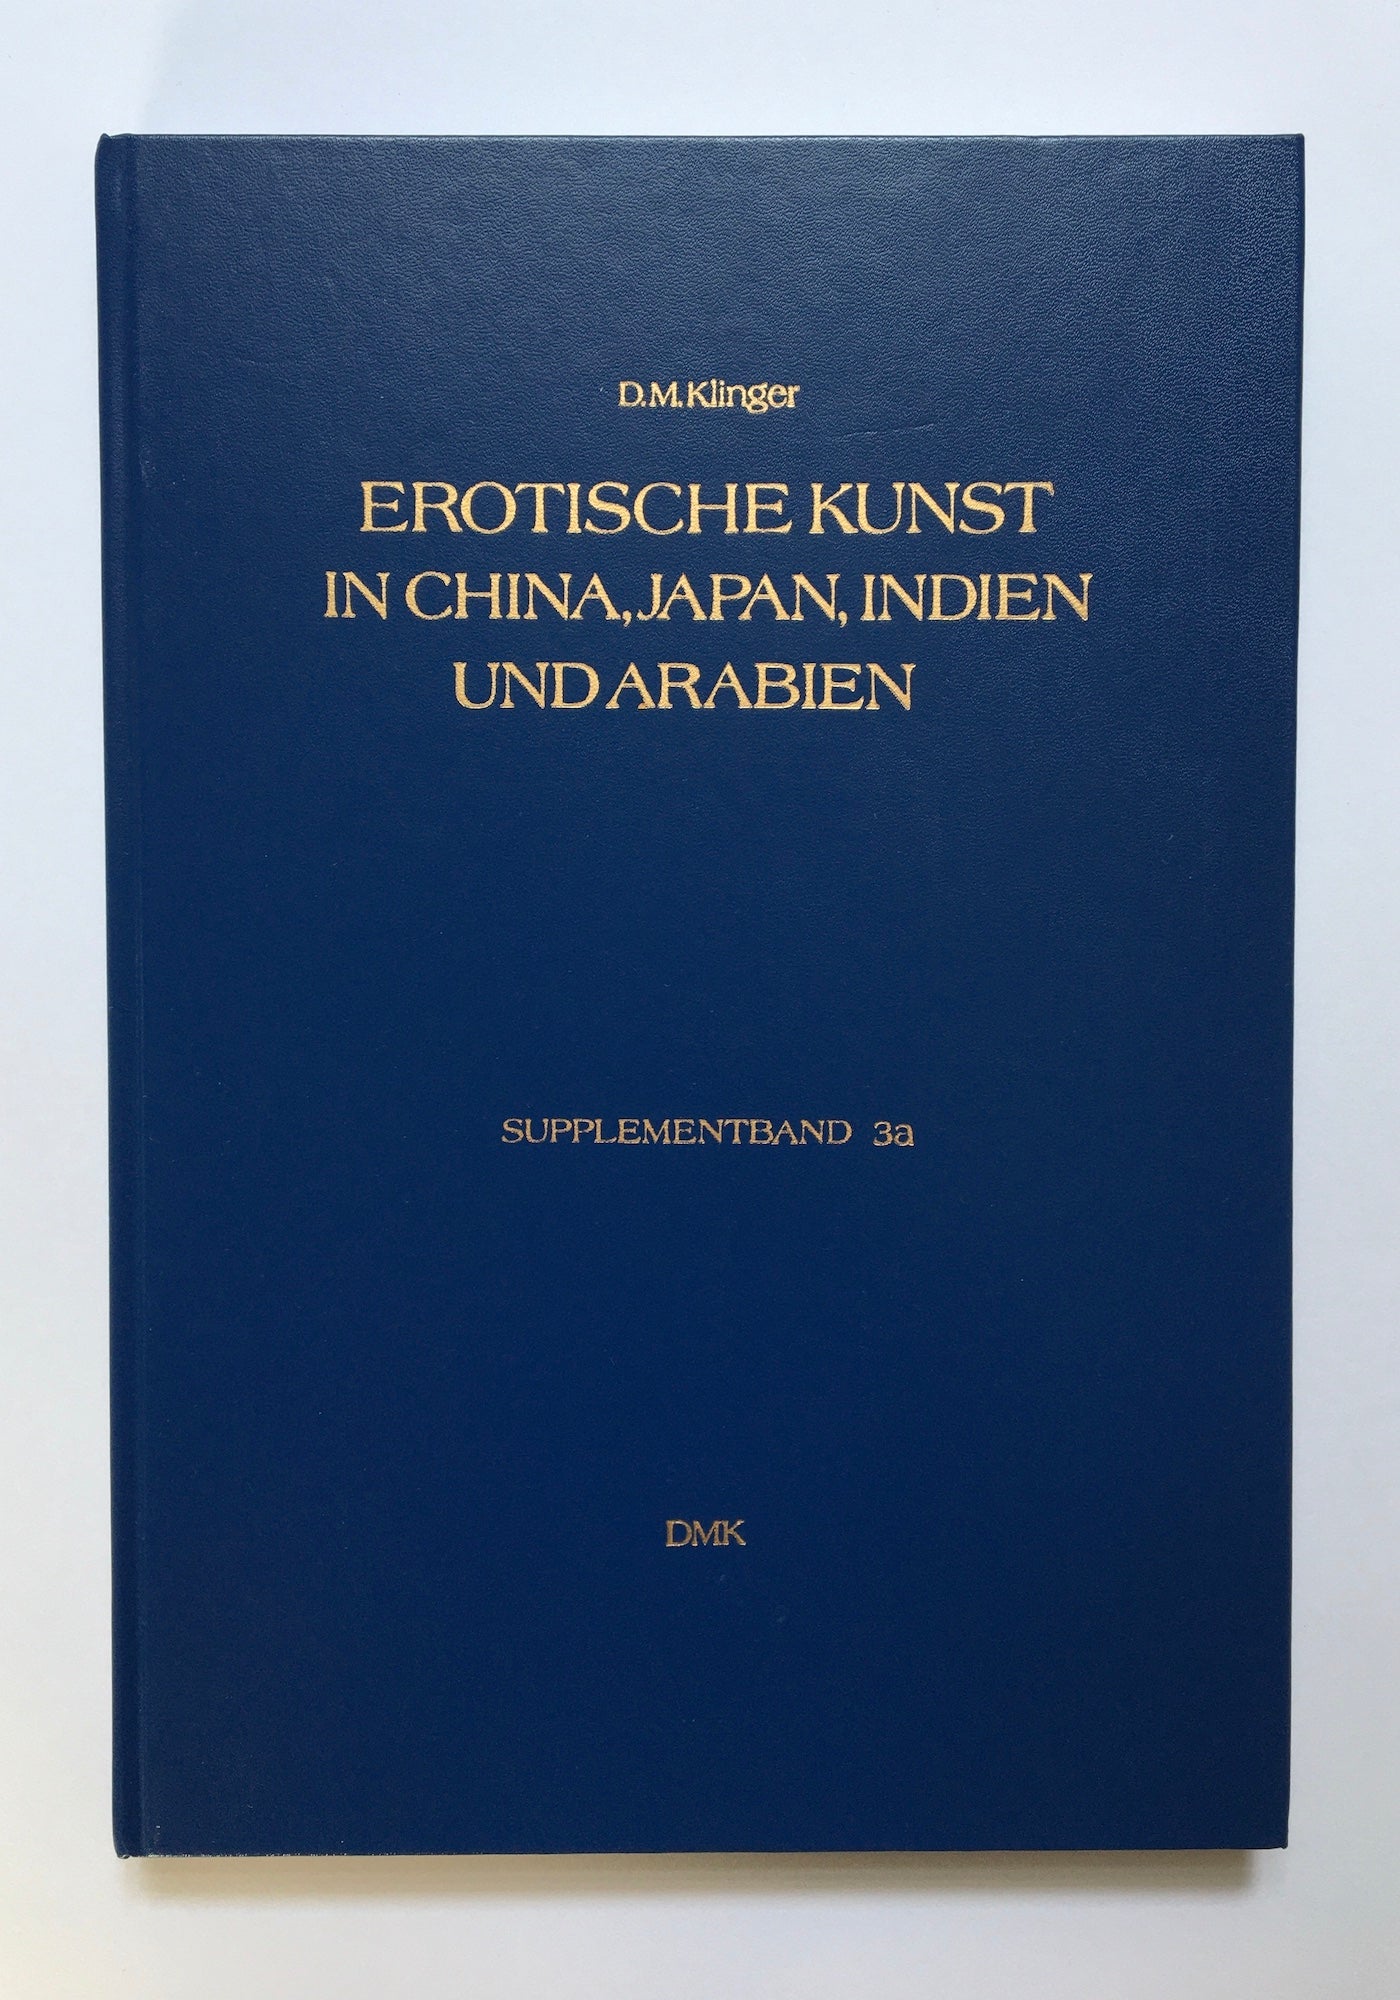 D.M. Klinger
EROTISCHE KUNST
IN CHINA, JAPAN, INDIEN
UND ARABIEN
SUPPLEMENTBAND 3a
DMK